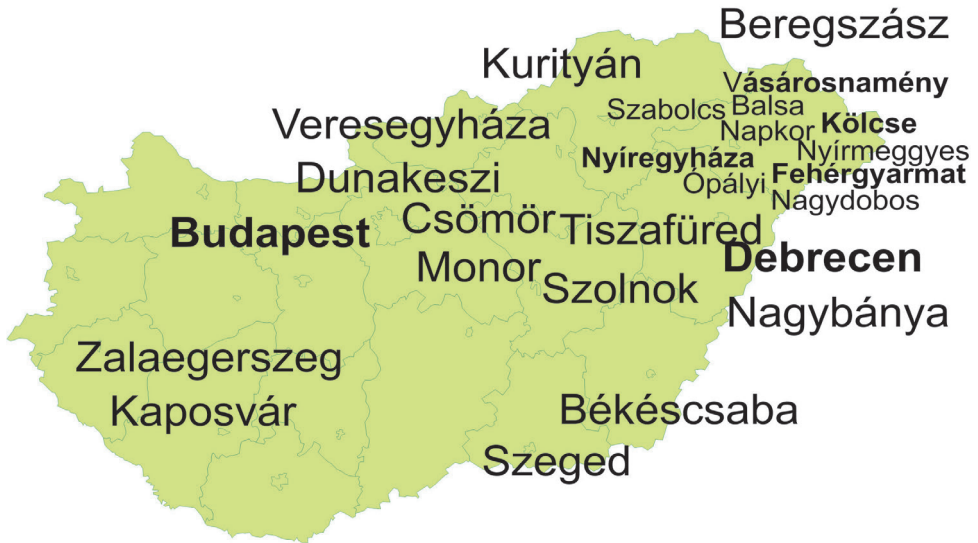 Beregszász
Kurityán
Vásárosnamény
Szabolcs
Balsa
Veresegyháza
Napkor
Kölcse
Nyíregyháza
Nyírmeggyes
Dunakeszi
Ópályi
Fehérgyarmat
Nagydobos
Csömör
Tiszafüred
Budapest
Debrecen
Monor
Szolnok
Nagybánya
Zalaegerszeg
Kaposvár
Békéscsaba
Szeged